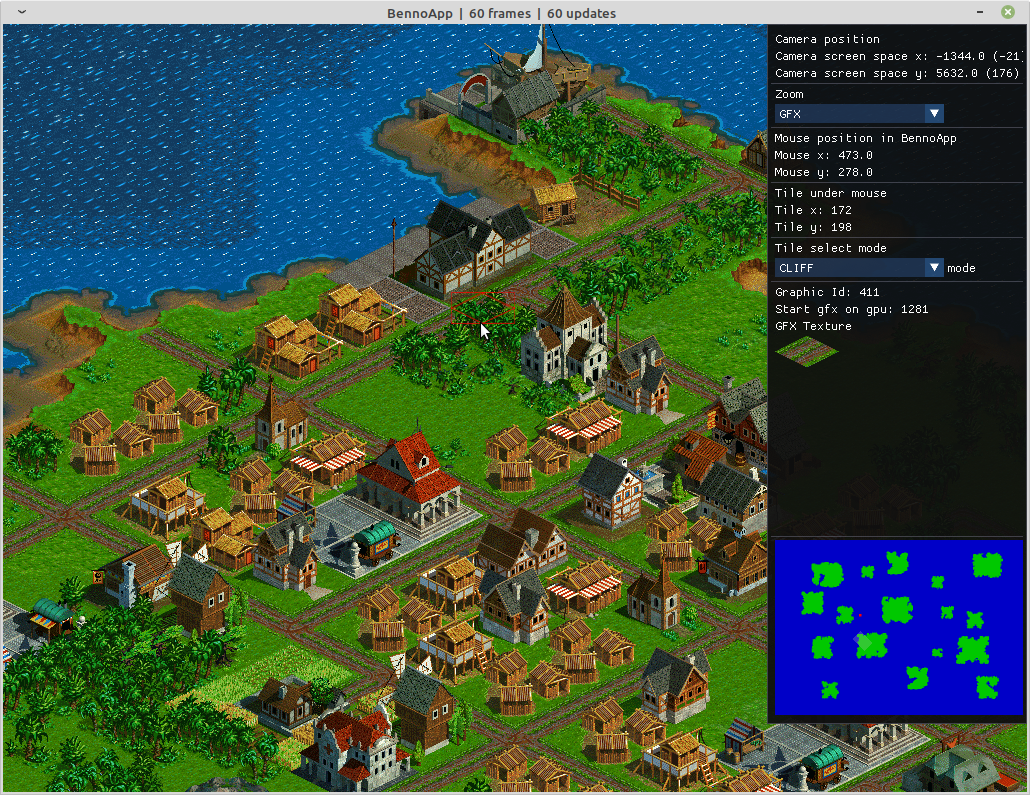 BennoApp | 60 frames | 60 updates
Camera position
Camera screen space x: -1344.0 (-21
Camera screen space y: 5632.0 (176)
Zoom
GFX
Mouse position in BennoApp
Mouse x: 473.0
Mouse y: 278.0
Tile under mouse
Tile x: 172
Tile y: 198
Tile select mode
CLIFF mode
Graphic Id: 411
Start gfx on gpu: 1281
GFX Texture